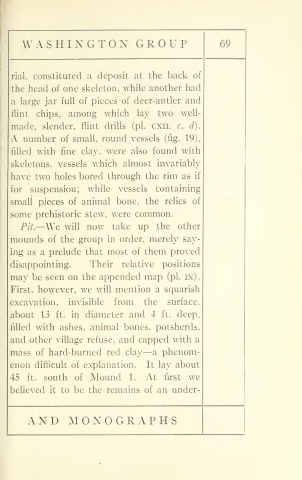 WASHINGTON GROUP 69
rial, constituted a deposit at the back of
the head of one skeleton, while another had
a large jar full of pieces of deer-antler and
flint chips, among which lay two well-
made, slender, flint drills (pl. CXII, c, d).
A number of small, round vessels (fig. 19),
filled with fine clay, were also found with
skeletons, vessels which almost invariably
have two holes bored through the rim as if
for suspension; while vessels containing
small pieces of animal bone, the relics of
some prehistoric stew, were common.
Pit.—We will now take up the other
mounds of the group in order, merely say-
ing as a prelude that most of them proved
disappointing. Their relative positions
may be seen on the appended map (pl. IX).
First, however, we will mention a squarish
excavation, invisible from the surface,
about 13 ft. in diameter and 4 ft. deep,
filled with ashes, animal bones, potsherds,
and other village refuse, and capped with a
mass of hard-burned red clay—a phenom-
enon difficult of explanation. It lay about
45 ft. south of Mound 1. At first we
believed it to be the remains of an under-
AND MONOGRAPHS